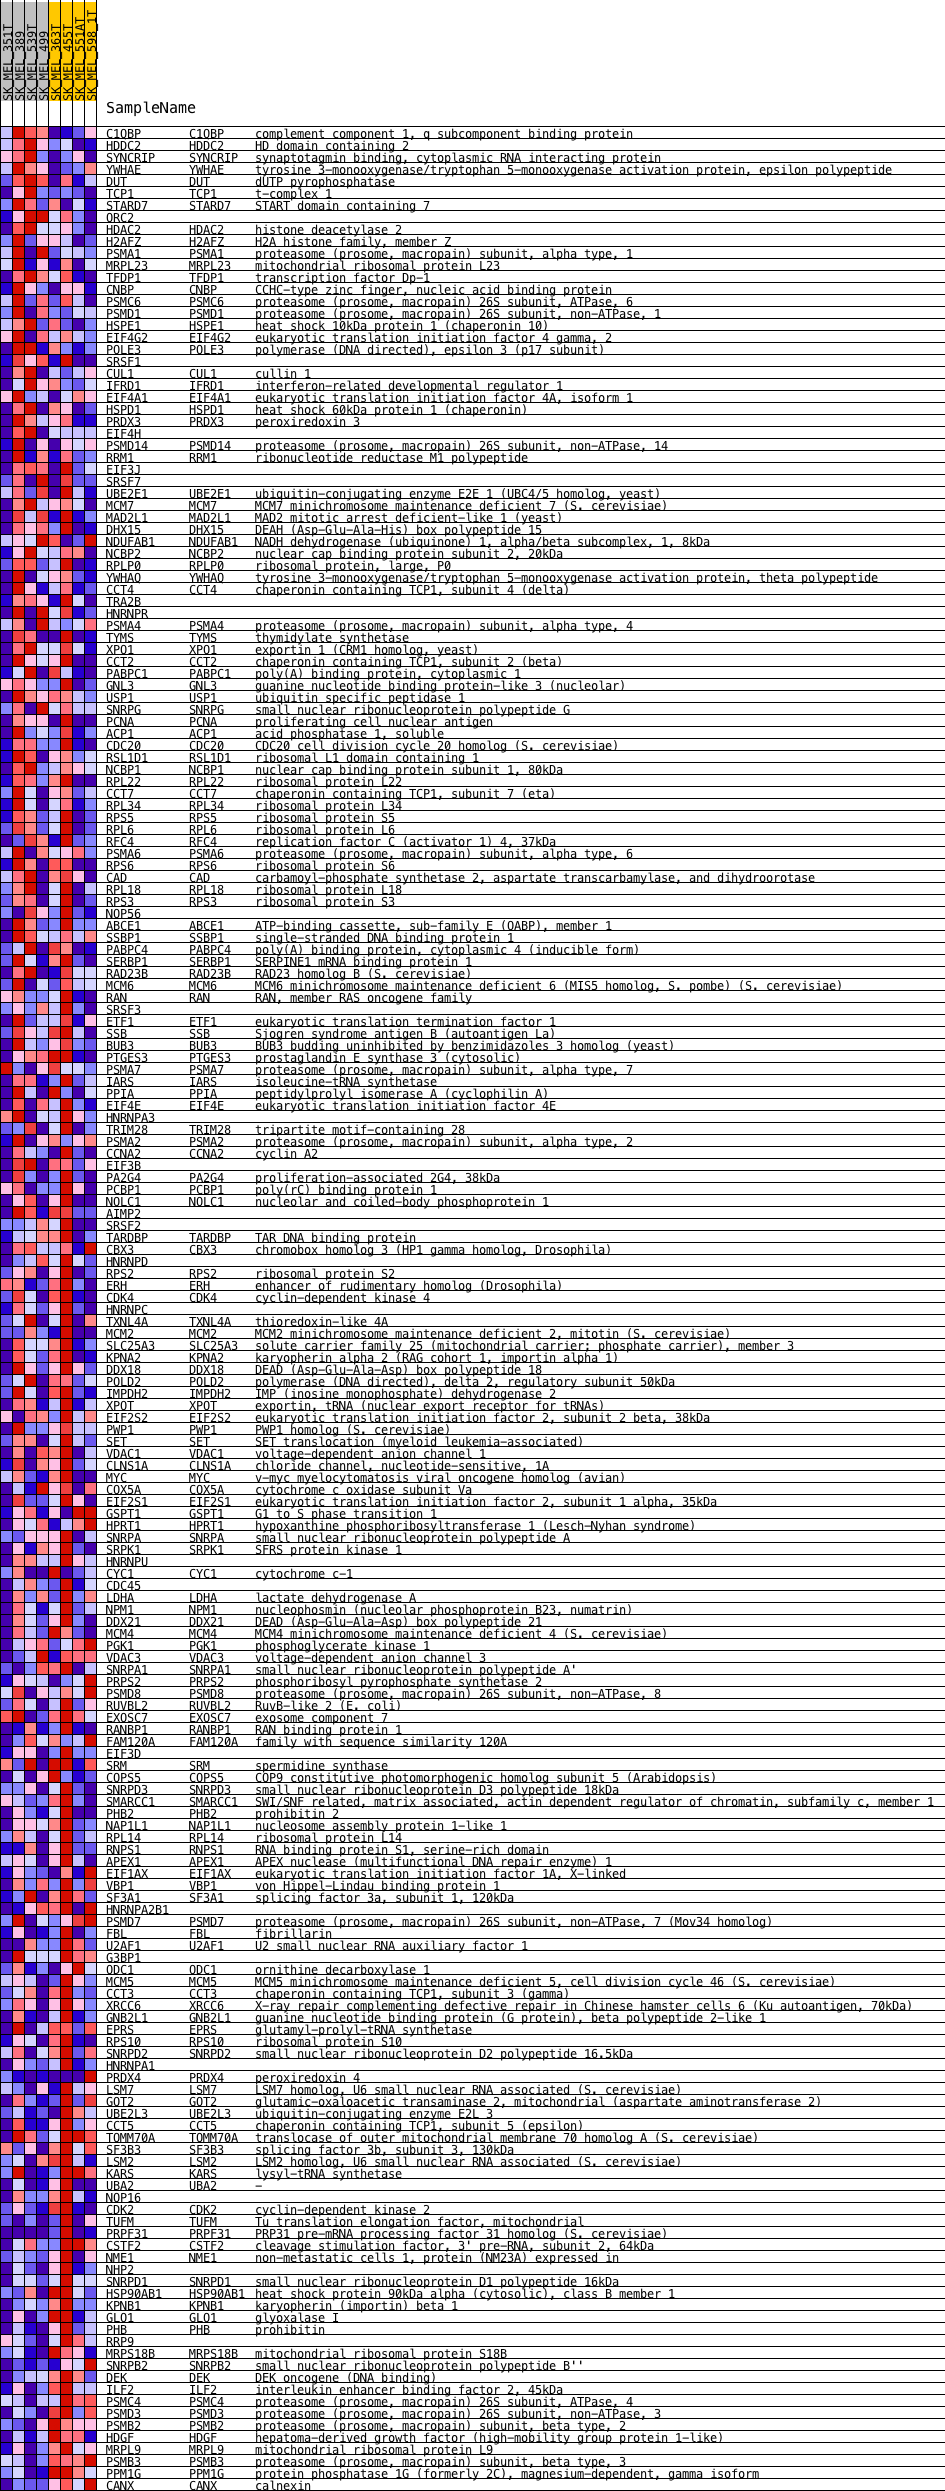 SK_MEL_351T
SK_MEL_389
SK_MEL_539T
SK_MEL_499
SK_MEL_363T
SK_MEL_455T
SK_MEL_551AT
SK_MEL_598_1T
SampleName
C1QBP C1QBP complement component 1, q subcomponent binding protein
HDDC2 HDDC2 HD domain containing 2
SYNCRIP SYNCRIP synaptotagmin binding, cytoplasmic RNA interacting protein
YWHAE YWHAE tyrosine 3-monooxygenase/tryptophan 5-monooxygenase activation protein, epsilon polypeptide
DUT DUT dUTP pyrophosphatase
TCP1 TCP1 t-complex 1
STARD7 STARD7 START domain containing 7
ORC2
HDAC2 HDAC2 histone deacetylase 2
H2AFZ H2AFZ H2A histone family, member Z
PSMA1 PSMA1 proteasome (prosome, macropain) subunit, alpha type, 1
MRPL23 MRPL23 mitochondrial ribosomal protein L23
TFDP1 TFDP1 transcription factor Dp-1
CNBP CNBP CCHC-type zinc finger, nucleic acid binding protein
PSMC6 PSMC6 proteasome (prosome, macropain) 26S subunit, ATPase, 6
PSMD1 PSMD1 proteasome (prosome, macropain) 26S subunit, non-ATPase, 1
HSPE1 HSPE1 heat shock 10kDa protein 1 (chaperonin 10)
EIF4G2 EIF4G2 eukaryotic translation initiation factor 4 gamma, 2
POLE3 POLE3 polymerase (DNA directed), epsilon 3 (p17 subunit)
SRSF1
CUL1 CUL1 cullin 1
IFRD1 IFRD1 interferon-related developmental regulator 1
EIF4A1 EIF4A1 eukaryotic translation initiation factor 4A, isoform 1
HSPD1 HSPD1 heat shock 60kDa protein 1 (chaperonin)
PRDX3 PRDX3 peroxiredoxin 3
EIF4H
PSMD14 PSMD14 proteasome (prosome, macropain) 26S subunit, non-ATPase, 14
RRM1 RRM1 ribonucleotide reductase M1 polypeptide
EIF3J
SRSF7
UBE2E1 UBE2E1 ubiquitin-conjugating enzyme E2E 1 (UBC4/5 homolog, yeast)
MCM7 MCM7 MCM7 minichromosome maintenance deficient 7 (S. cerevisiae)
MAD2L1 MAD2L1 MAD2 mitotic arrest deficient-like 1 (yeast)
DHX15 DHX15 DEAH (Asp-Glu-Ala-His) box polypeptide 15
NDUFAB1 NDUFAB1 NADH dehydrogenase (ubiquinone) 1, alpha/beta subcomplex, 1, 8kDa
NCBP2 NCBP2 nuclear cap binding protein subunit 2, 20kDa
RPLP0 RPLP0 ribosomal protein, large, P0
YWHAQ YWHAQ tyrosine 3-monooxygenase/tryptophan 5-monooxygenase activation protein, theta polypeptide
CCT4 CCT4 chaperonin containing TCP1, subunit 4 (delta)
TRA2B
HNRNPR
PSMA4 PSMA4 proteasome (prosome, macropain) subunit, alpha type, 4
TYMS TYMS thymidylate synthetase
XPO1 XPO1 exportin 1 (CRM1 homolog, yeast)
CCT2 CCT2 chaperonin containing TCP1, subunit 2 (beta)
PABPC1 PABPC1 poly(A) binding protein, cytoplasmic 1
GNL3 GNL3 guanine nucleotide binding protein-like 3 (nucleolar)
USP1 USP1 ubiquitin specific peptidase 1
SNRPG SNRPG small nuclear ribonucleoprotein polypeptide G
PCNA PCNA proliferating cell nuclear antigen
ACP1 ACP1 acid phosphatase 1, soluble
CDC20 CDC20 CDC20 cell division cycle 20 homolog (S. cerevisiae)
RSL1D1 RSL1D1 ribosomal L1 domain containing 1
NCBP1 NCBP1 nuclear cap binding protein subunit 1, 80kDa
RPL22 RPL22 ribosomal protein L22
CCT7 CCT7 chaperonin containing TCP1, subunit 7 (eta)
RPL34 RPL34 ribosomal protein L34
RPS5 RPS5 ribosomal protein S5
RPL6 RPL6 ribosomal protein L6
RFC4 RFC4 replication factor C (activator 1) 4, 37kDa
PSMA6 PSMA6 proteasome (prosome, macropain) subunit, alpha type, 6
RPS6 RPS6 ribosomal protein S6
CAD CAD carbamoyl-phosphate synthetase 2, aspartate transcarbamylase, and dihydroorotase
RPL18 RPL18 ribosomal protein L18
RPS3 RPS3 ribosomal protein S3
NOP56
ABCE1 ABCE1 ATP-binding cassette, sub-family E (OABP), member 1
SSBP1 SSBP1 single-stranded DNA binding protein 1
PABPC4 PABPC4 poly(A) binding protein, cytoplasmic 4 (inducible form)
SERBP1 SERBP1 SERPINE1 mRNA binding protein 1
RAD23B RAD23B RAD23 homolog B (S. cerevisiae)
MCM6 MCM6 MCM6 minichromosome maintenance deficient 6 (MIS5 homolog, S. pombe) (S. cerevisiae)
RAN RAN RAN, member RAS oncogene family
SRSF3
ETF1 ETF1 eukaryotic translation termination factor 1
SSB SSB Sjogren syndrome antigen B (autoantigen La)
BUB3 BUB3 BUB3 budding uninhibited by benzimidazoles 3 homolog (yeast)
PTGES3 PTGES3 prostaglandin E synthase 3 (cytosolic)
PSMA7 PSMA7 proteasome (prosome, macropain) subunit, alpha type, 7
IARS IARS isoleucine-tRNA synthetase
PPIA PPIA peptidylprolyl isomerase A (cyclophilin A)
EIF4E EIF4E eukaryotic translation initiation factor 4E
HNRNPA3
TRIM28 TRIM28 tripartite motif-containing 28
PSMA2 PSMA2 proteasome (prosome, macropain) subunit, alpha type, 2
CCNA2 CCNA2 cyclin A2
EIF3B
PA2G4 PA2G4 proliferation-associated 2G4, 38kDa
PCBP1 PCBP1 poly(rC) binding protein 1
NOLC1 NOLC1 nucleolar and coiled-body phosphoprotein 1
AIMP2
SRSF2
TARDBP TARDBP TAR DNA binding protein
CBX3 CBX3 chromobox homolog 3 (HP1 gamma homolog, Drosophila)
HNRNPD
RPS2 RPS2 ribosomal protein S2
ERH ERH enhancer of rudimentary homolog (Drosophila)
CDK4 CDK4 cyclin-dependent kinase 4
HNRNPC
TXNL4A TXNL4A thioredoxin-like 4A
MCM2 MCM2 MCM2 minichromosome maintenance deficient 2, mitotin (S. cerevisiae)
SLC25A3 SLC25A3 solute carrier family 25 (mitochondrial carrier; phosphate carrier), member 3
KPNA2 KPNA2 karyopherin alpha 2 (RAG cohort 1, importin alpha 1)
DDX18 DDX18 DEAD (Asp-Glu-Ala-Asp) box polypeptide 18
POLD2 POLD2 polymerase (DNA directed), delta 2, regulatory subunit 50kDa
IMPDH2 IMPDH2 IMP (inosine monophosphate) dehydrogenase 2
XPOT XPOT exportin, tRNA (nuclear export receptor for tRNAs)
EIF2S2 EIF2S2 eukaryotic translation initiation factor 2, subunit 2 beta, 38kDa
PWP1 PWP1 PWP1 homolog (S. cerevisiae)
SET SET SET translocation (myeloid leukemia-associated)
VDAC1 VDAC1 voltage-dependent anion channel 1
CLNS1A CLNS1A chloride channel, nucleotide-sensitive, 1A
MYC MYC v-myc myelocytomatosis viral oncogene homolog (avian)
COX5A COX5A cytochrome c oxidase subunit Va
EIF2S1 EIF2S1 eukaryotic translation initiation factor 2, subunit 1 alpha, 35kDa
GSPT1 GSPT1 G1 to S phase transition 1
HPRT1 HPRT1 hypoxanthine phosphoribosyltransferase 1 (Lesch-Nyhan syndrome)
SNRPA SNRPA small nuclear ribonucleoprotein polypeptide A
SRPK1 SRPK1 SFRS protein kinase 1
HNRNPU
CYC1 CYC1 cytochrome c-1
CDC45
LDHA LDHA lactate dehydrogenase A
NPM1 NPM1 nucleophosmin (nucleolar phosphoprotein B23, numatrin)
DDX21 DDX21 DEAD (Asp-Glu-Ala-Asp) box polypeptide 21
MCM4 MCM4 MCM4 minichromosome maintenance deficient 4 (S. cerevisiae)
PGK1 PGK1 phosphoglycerate kinase 1
VDAC3 VDAC3 voltage-dependent anion channel 3
SNRPA1 SNRPA1 small nuclear ribonucleoprotein polypeptide A'
PRPS2 PRPS2 phosphoribosyl pyrophosphate synthetase 2
PSMD8 PSMD8 proteasome (prosome, macropain) 26S subunit, non-ATPase, 8
RUVBL2 RUVBL2 RuvB-like 2 (E. coli)
EXOSC7 EXOSC7 exosome component 7
RANBP1 RANBP1 RAN binding protein 1
FAM120A FAM120A family with sequence similarity 120A
EIF3D
SRM SRM spermidine synthase
COPS5 COPS5 COP9 constitutive photomorphogenic homolog subunit 5 (Arabidopsis)
SNRPD3 SNRPD3 small nuclear ribonucleoprotein D3 polypeptide 18kDa
SMARCC1 SMARCC1 SWI/SNF related, matrix associated, actin dependent regulator of chromatin, subfamily c, member 1
PHB2 PHB2 prohibitin 2
NAP1L1 NAP1L1 nucleosome assembly protein 1-like 1
RPL14 RPL14 ribosomal protein L14
RNPS1 RNPS1 RNA binding protein S1, serine-rich domain
APEX1 APEX1 APEX nuclease (multifunctional DNA repair enzyme) 1
EIF1AX EIF1AX eukaryotic translation initiation factor 1A, X-linked
VBP1 VBP1 von Hippel-Lindau binding protein 1
SF3A1 SF3A1 splicing factor 3a, subunit 1, 120kDa
HNRNPA2B1
PSMD7 PSMD7 proteasome (prosome, macropain) 26S subunit, non-ATPase, 7 (Mov34 homolog)
FBL FBL fibrillarin
U2AF1 U2AF1 U2 small nuclear RNA auxiliary factor 1
G3BP1
ODC1 ODC1 ornithine decarboxylase 1
MCM5 MCM5 MCM5 minichromosome maintenance deficient 5, cell division cycle 46 (S. cerevisiae)
CCT3 CCT3 chaperonin containing TCP1, subunit 3 (gamma)
XRCC6 XRCC6 X-ray repair complementing defective repair in Chinese hamster cells 6 (Ku autoantigen, 70kDa)
GNB2L1 GNB2L1 guanine nucleotide binding protein (G protein), beta polypeptide 2-like 1
EPRS EPRS glutamyl-prolyl-tRNA synthetase
RPS10 RPS10 ribosomal protein S10
SNRPD2 SNRPD2 small nuclear ribonucleoprotein D2 polypeptide 16.5kDa
HNRNPA1
PRDX4 PRDX4 peroxiredoxin 4
LSM7 LSM7 LSM7 homolog, U6 small nuclear RNA associated (S. cerevisiae)
GOT2 GOT2 glutamic-oxaloacetic transaminase 2, mitochondrial (aspartate aminotransferase 2)
UBE2L3 UBE2L3 ubiquitin-conjugating enzyme E2L 3
CCT5 CCT5 chaperonin containing TCP1, subunit 5 (epsilon)
TOMM70A TOMM70A translocase of outer mitochondrial membrane 70 homolog A (S. cerevisiae)
SF3B3 SF3B3 splicing factor 3b, subunit 3, 130kDa
LSM2 LSM2 LSM2 homolog, U6 small nuclear RNA associated (S. cerevisiae)
KARS KARS lysyl-tRNA synthetase
UBA2 UBA2 -
NOP16
CDK2 CDK2 cyclin-dependent kinase 2
TUFM TUFM Tu translation elongation factor, mitochondrial
PRPF31 PRPF31 PRP31 pre-mRNA processing factor 31 homolog (S. cerevisiae)
CSTF2 CSTF2 cleavage stimulation factor, 3' pre-RNA, subunit 2, 64kDa
NME1 NME1 non-metastatic cells 1, protein (NM23A) expressed in
NHP2
SNRPD1 SNRPD1 small nuclear ribonucleoprotein D1 polypeptide 16kDa
HSP90AB1 HSP90AB1 heat shock protein 90kDa alpha (cytosolic), class B member 1
KPNB1 KPNB1 karyopherin (importin) beta 1
GLO1 GLO1 glyoxalase I
PHB PHB prohibitin
RRP9
MRPS18B MRPS18B mitochondrial ribosomal protein S18B
SNRPB2 SNRPB2 small nuclear ribonucleoprotein polypeptide B''
DEK DEK DEK oncogene (DNA binding)
ILF2 ILF2 interleukin enhancer binding factor 2, 45kDa
PSMC4 PSMC4 proteasome (prosome, macropain) 26S subunit, ATPase, 4
PSMD3 PSMD3 proteasome (prosome, macropain) 26S subunit, non-ATPase, 3
PSMB2 PSMB2 proteasome (prosome, macropain) subunit, beta type, 2
HDGF HDGF hepatoma-derived growth factor (high-mobility group protein 1-like)
MRPL9 MRPL9 mitochondrial ribosomal protein L9
PSMB3 PSMB3 proteasome (prosome, macropain) subunit, beta type, 3
PPM1G PPM1G protein phosphatase 1G (formerly 2C), magnesium-dependent, gamma isoform
CANX CANX calnexin